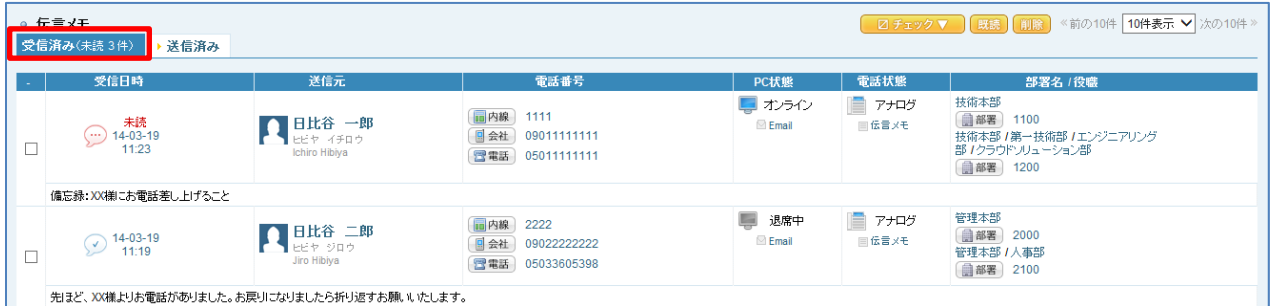 伝言メモ
チェック▼ 既読 削除 «前の10件 10件表示 次の10件»
受信済み(未読 3件) 送信済み
- 受信日時 送信元 電話番号 PC状態 電話状態 部署名 / 役職
未読
14-03-19
11:23
日比谷 一郎
ヒビヤ イチロウ
Ichiro Hibiya
内線 1111
会社 09011111111
電話 05011111111
オンライン
Email
アナログ
伝言メモ
技術本部
部署 1100
技術本部 / 第一技術部 / エンジニアリング
部 / クラウドソリューション部
部署 1200
備忘録:XX様にお電話差し上げること
14-03-19
11:19
日比谷 二郎
ヒビヤ ジロウ
Jiro Hibiya
内線 2222
会社 09022222222
電話 05033605398
退席中
Email
アナログ
伝言メモ
管理本部
部署 2000
管理本部 / 人事部
部署 2100
先ほど、XX様よりお電話がありました。お戻りになりましたら折り返すお願いいたします。